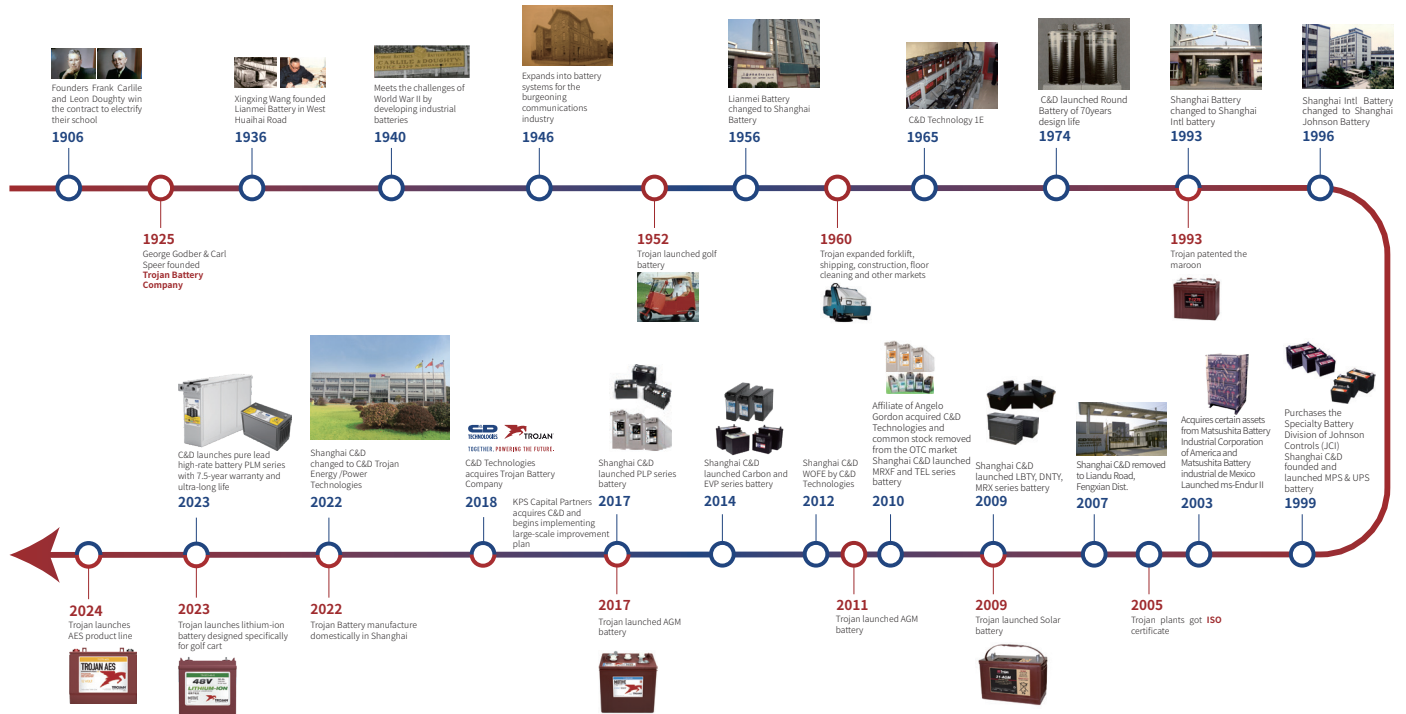 Founders Frank Carlile
and Leon Doughty win
the contract to electrify
their school
1906
Xingxing Wang founded
Lianmei Battery in West
Huaihai Road
1936
CARLILE & DOUGHTY
Meets the challenges of
World War II by
developing industrial
batteries
1940
Expands into battery
systems for the
burgeoning
communications
industry
1946
Lianmei Battery
changed to Shanghai
Battery
1956
C&D Technology 1E
1965
C&D launched Round
Battery of 70years
design life
1974
Shanghai Battery
changed to Shanghai
Intl battery
1993
Shanghai Intl Battery
changed to Shanghai
Johnson Battery
1996
1925
George Godber & Carl
Speer founded
Trojan Battery
Company
1952
Trojan launched golf
battery
1960
Trojan expanded forklift,
shipping, construction, floor
cleaning and other markets
1993
Trojan patented the
maroon
C&D launches pure lead
high-rate battery PLM series
with 7.5-year warranty and
ultra-long life
2023
Shanghai C&D
changed to C&D Trojan
Energy /Power
Technologies
2022
C&D
TECHNOLOGIES
TROJAN
TOGETHER. POWERING THE FUTURE.
C&D Technologies
acquires Trojan Battery
Company
2018
KPS Capital Partners
acquires C&D and
begins implementing
large-scale improvement
plan
Shanghai C&D
launched PLP series
battery
2017
Shanghai C&D
launched Carbon and
EVP series battery
2014
Shanghai C&D
WOFE by C&D
Technologies
2012
Affiliate of Angelo
Gordon acquired C&D
Technologies and
common stock removed
from the OTC market
Shanghai C&D launched
MRXF and TEL series
battery
2010
Shanghai C&D
launched LBTY, DNTY,
MRX series battery
2009
Shanghai C&D removed
to Liandu Road,
Fengxian Dist.
2007
Acquires certain assets
from Matsushita Battery
Industrial Corporation
of America and
Matsushita Battery
industrial de Mexico
Launched ms-Endur II
2003
Purchases the
Specialty Battery
Division of Johnson
Controls (JCI)
Shanghai C&D
founded and
launched MPS & UPS
battery
1999
2024
Trojan launches
AES product line
TROJAN AES
2023
Trojan launches lithium-ion
battery designed specifically
for golf cart
48V
LITHIUM-ION
2022
Trojan Battery manufacture
domestically in Shanghai
2017
Trojan launched AGM
battery
2011
Trojan launched AGM
battery
2009
Trojan launched Solar
battery
31-AGM
2005
Trojan plants got ISO
certificate